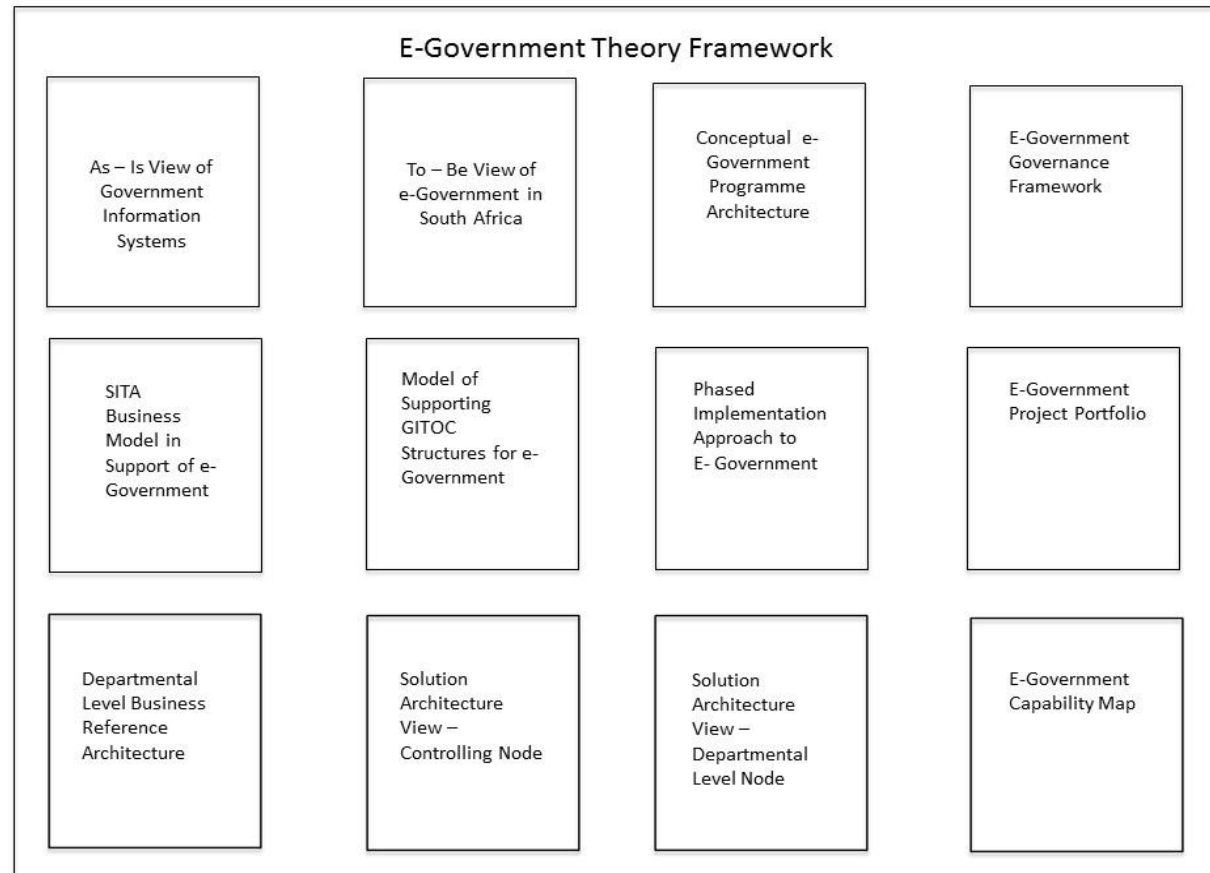 E-Government Theory Framework
As – Is View of
Government
Information
Systems
To – Be View of
e-Government in
South Africa
Conceptual e-
Government
Programme
Architecture
E-Government
Governance
Framework
SITA
Business
Model in
Support of e-
Government
Model of
Supporting
GITOC
Structures for e-
Government
Phased
Implementation
Approach to
E- Government
E-Government
Project Portfolio
Departmental
Level Business
Reference
Architecture
Solution
Architecture
View –
Controlling Node
Solution
Architecture
View –
Departmental
Level Node
E-Government
Capability Map